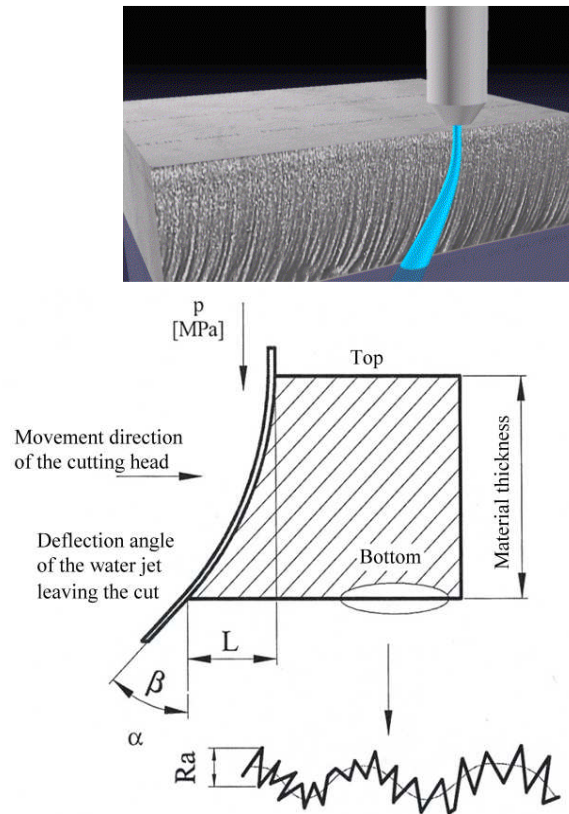 p
[MPa]
Top
Movement direction
of the cutting head
Material thickness
Deflection angle
of the water jet
leaving the cut
Bottom
L
β
α
Ra